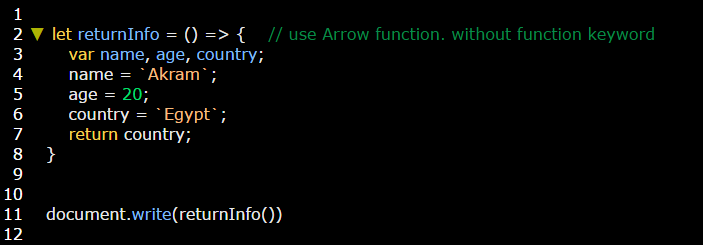 1
2 ▼ let returnInfo = () => { // use Arrow function. without function keyword
3 var name, age, country;
4 name = `Akram`;
5 age = 20;
6 country = `Egypt`;
7 return country;
8 }
9
10
11 document.write(returnInfo())
12